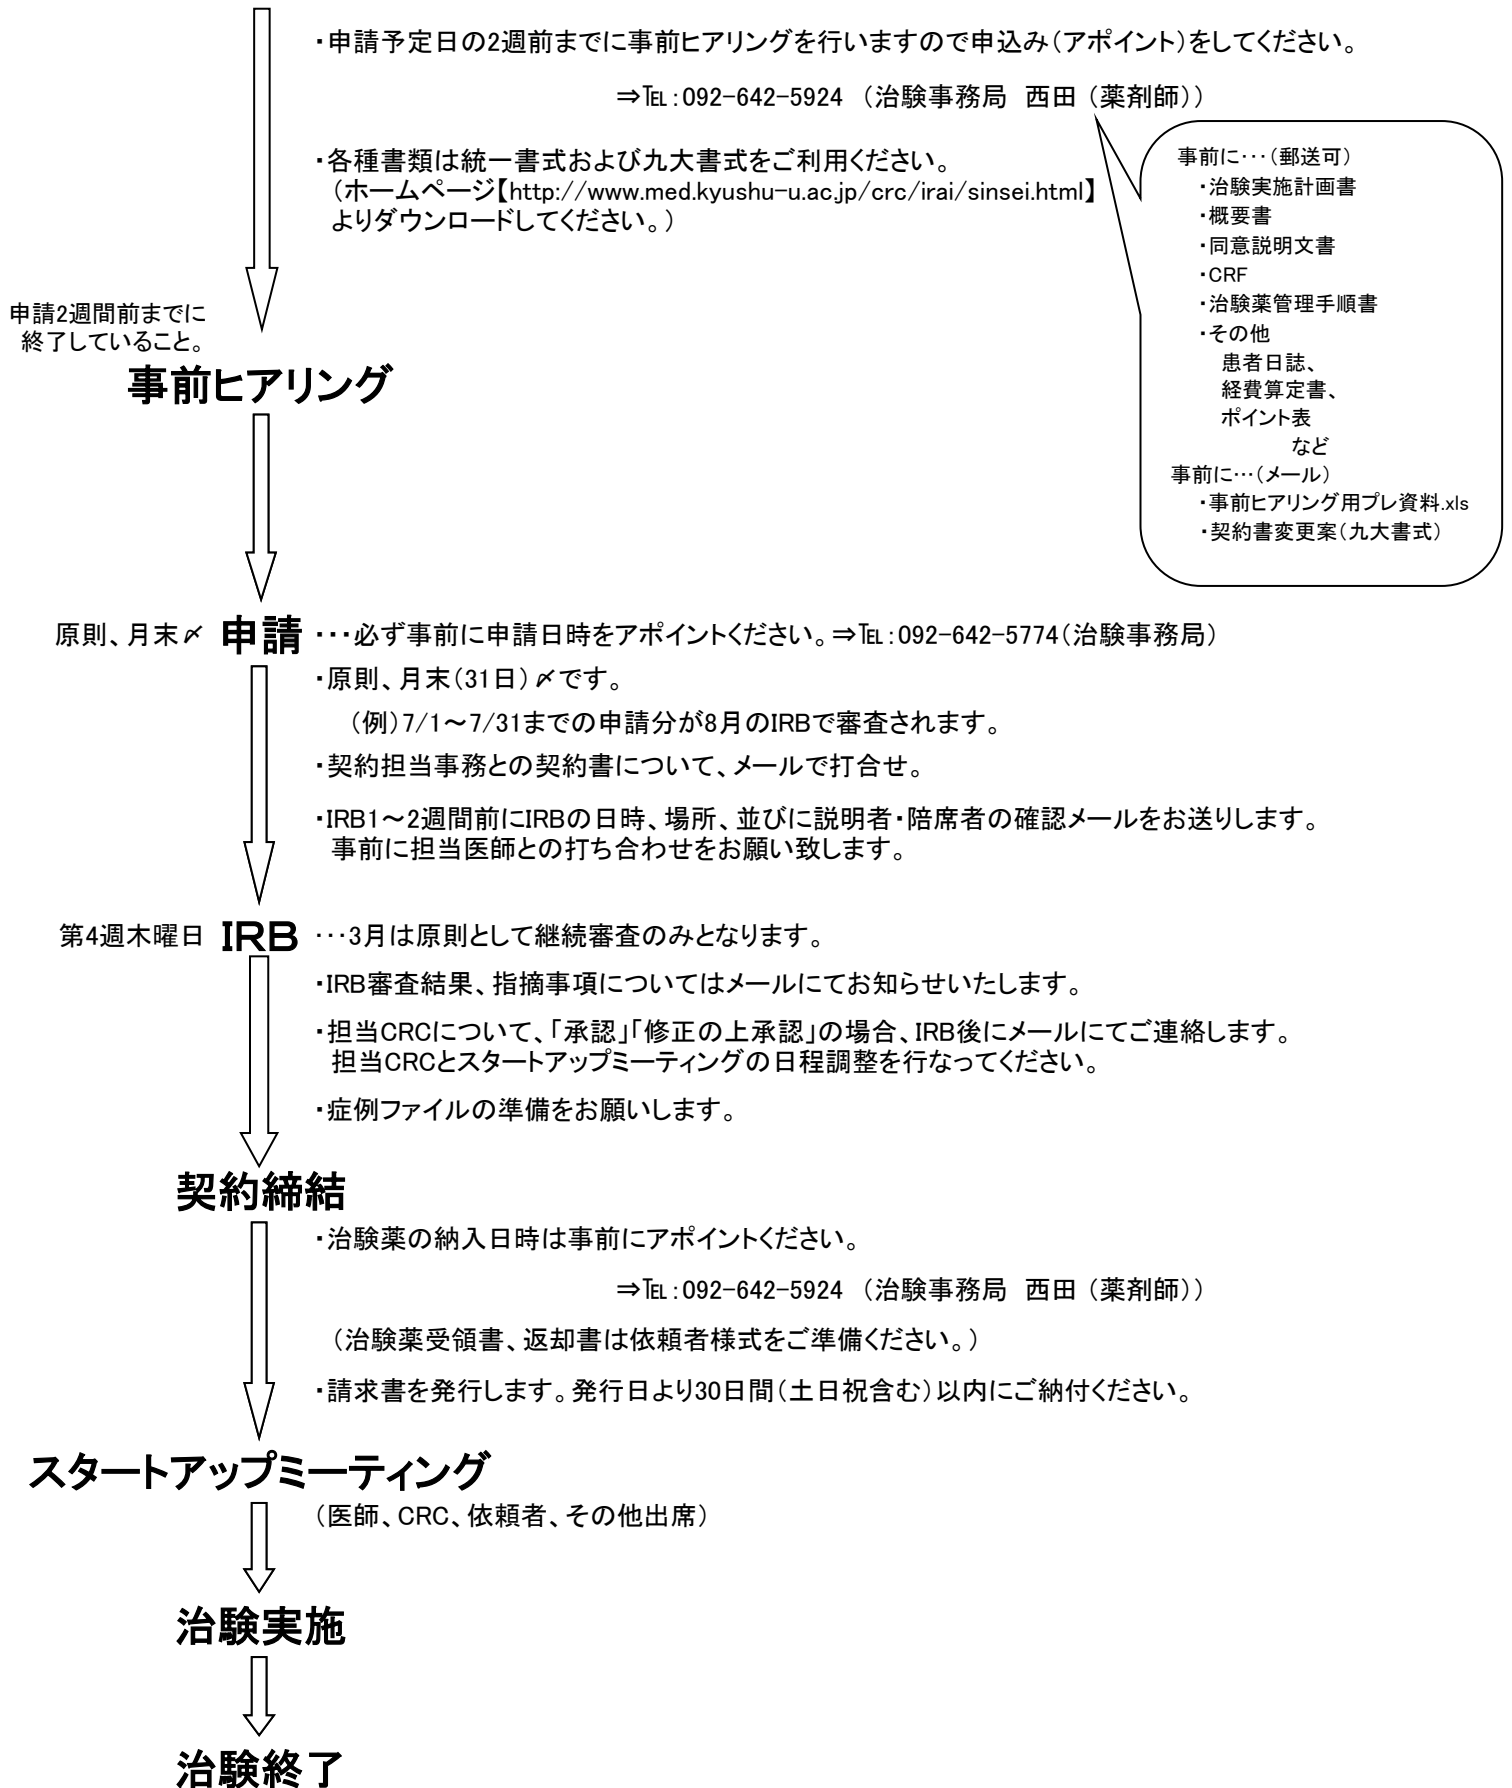 ・申請予定日の2週前までに事前ヒアリングを行いますので申込み（アポイント）をしてください。
⇒℡：092-642-5924　（治験事務局　西田（薬剤師））
・各種書類は統一書式および九大書式をご利用ください。
（ホームページ【http://www.med.kyushu-u.ac.jp/crc/irai/sinsei.html】
よりダウンロードしてください。）
事前に…（郵送可）
・治験実施計画書
・概要書
・同意説明文書
・CRF
・治験薬管理手順書
・その他
患者日誌、
経費算定書、
ポイント表
など
事前に…（メール）
・事前ヒアリング用プレ資料.xls
・契約書変更案（九大書式）
申請2週間前までに
終了していること。
事前ヒアリング
原則、月末〆 申請 ・・・必ず事前に申請日時をアポイントください。⇒℡：092-642-5774（治験事務局）
・原則、月末（31日）〆です。
（例）7/1～7/31までの申請分が8月のIRBで審査されます。
・契約担当事務との契約書について、メールで打合せ。
・IRB1～2週間前にIRBの日時、場所、並びに説明者・陪席者の確認メールをお送りします。
事前に担当医師との打ち合わせをお願い致します。
第4週木曜日 IRB ・・・3月は原則として継続審査のみとなります。
・IRB審査結果、指摘事項についてはメールにてお知らせいたします。
・担当CRCについて、「承認」「修正の上承認」の場合、IRB後にメールにてご連絡します。
担当CRCとスタートアップミーティングの日程調整を行なってください。
・症例ファイルの準備をお願いします。
契約締結
・治験薬の納入日時は事前にアポイントください。
⇒℡：092-642-5924　（治験事務局　西田（薬剤師））
（治験薬受領書、返却書は依頼者様式をご準備ください。）
・請求書を発行します。発行日より30日間（土日祝含む）以内にご納付ください。
スタートアップミーティング
（医師、CRC、依頼者、その他出席）
治験実施
治験終了